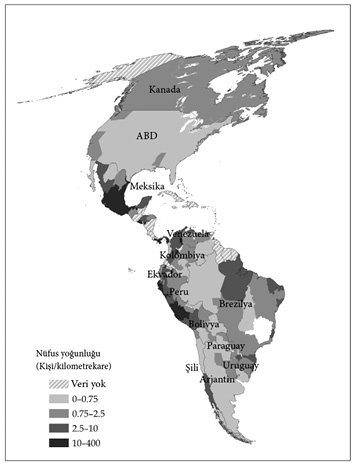 Kanada
ABD
Meksika
Venezuela
Kolombiya
Ekvador
Peru
Brezilya
Bolivya
Paraguay
Şili
Uruguay
Arjantin
Nüfus yoğunluğu
(Kişi/kilometrekare)
Veri yok
0–0.75
0.75–2.5
2.5–10
10–400